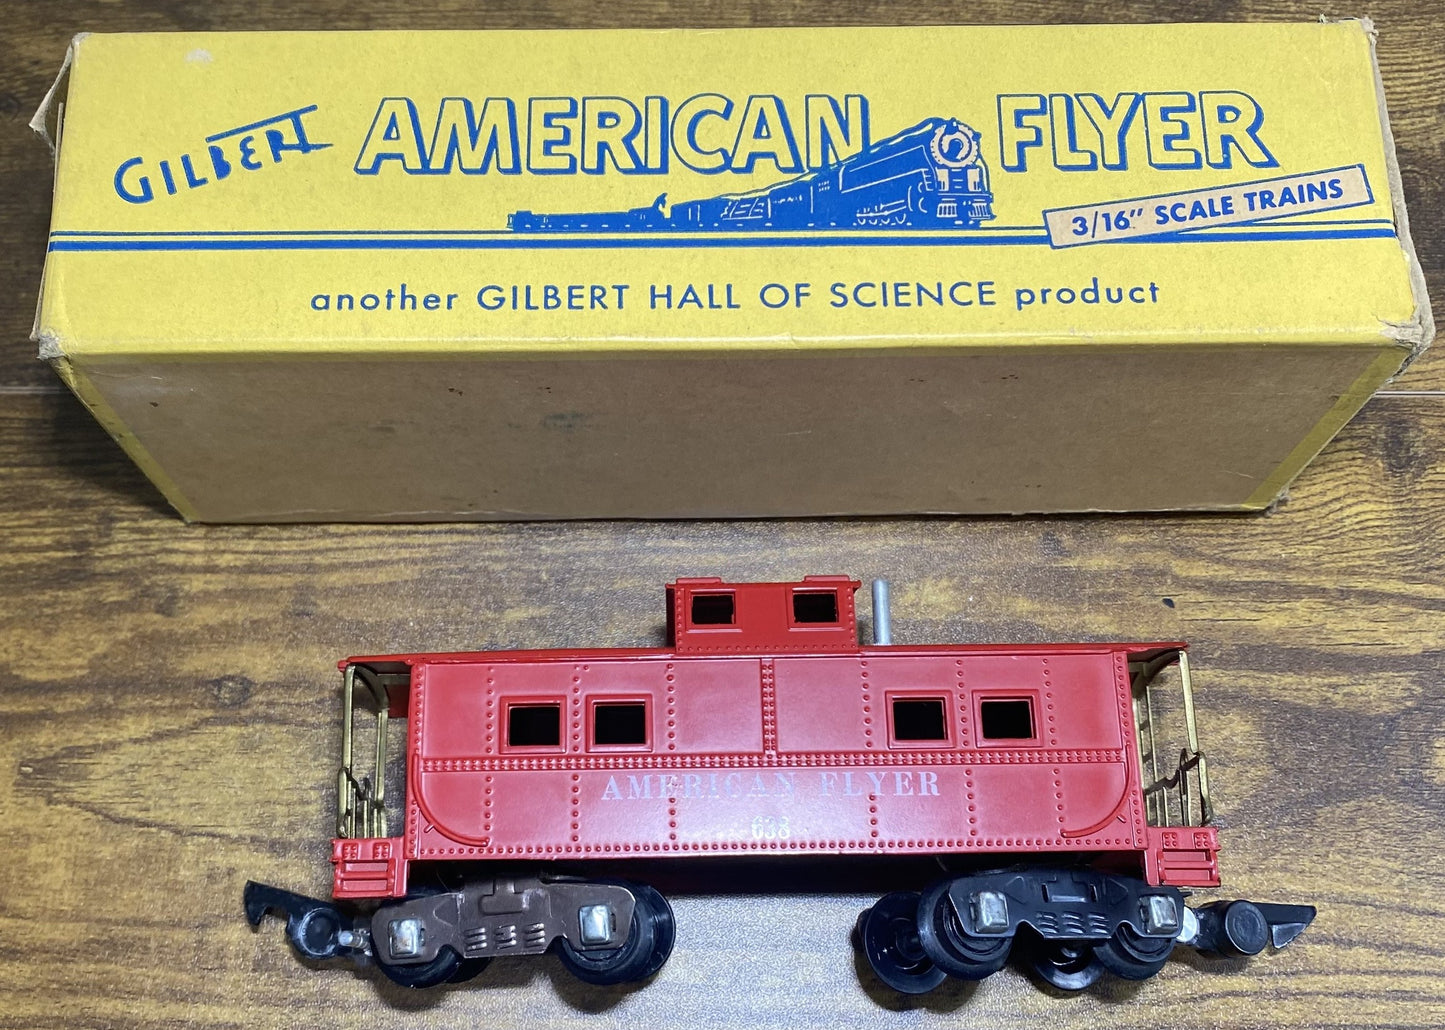 GILBERT AMERICAN FLYER
3/16" SCALE TRAINS
another GILBERT HALL OF SCIENCE product
AMERICAN FLYER
638